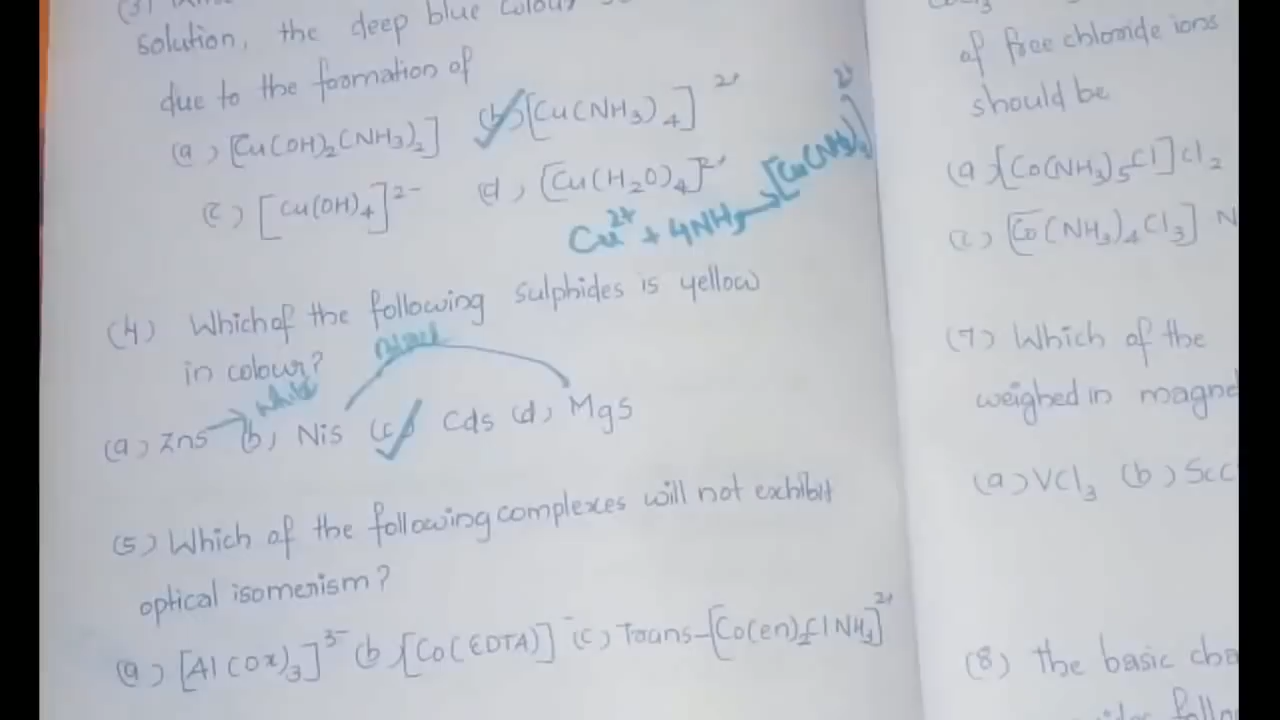 solution, the deep blue colour
due to the formation of
(a) [Cu(OH)₂(NH₃)₂] (b) [Cu(NH₃)₄]²⁺
(c) [Cu(OH)₄]²⁻ (d) [Cu(H₂O)₄]²⁺
Cu²⁺ + 4NH₃ → [Cu(NH₃)₄]²⁺
(4) Which of the following sulphides is yellow
in colour?
black
white
(a) ZnS → (b) NiS (c) Cds (d) MgS
(5) Which of the following complexes will not exhibit
optical isomerism?
(a) [Al(Ox)₃]³⁻ (b) [Co(EDTA)]⁻ (c) Trans-[Co(en)₂ClNH₃]²⁺
of free chloride ions
should be
(a) [Co(NH₃)₅Cl]Cl₂
(c) [Co(NH₃)₄Cl₃] N
(7) Which of the
weighed in magne
(a) VCl₃ (b) ScC
(8) The basic cha